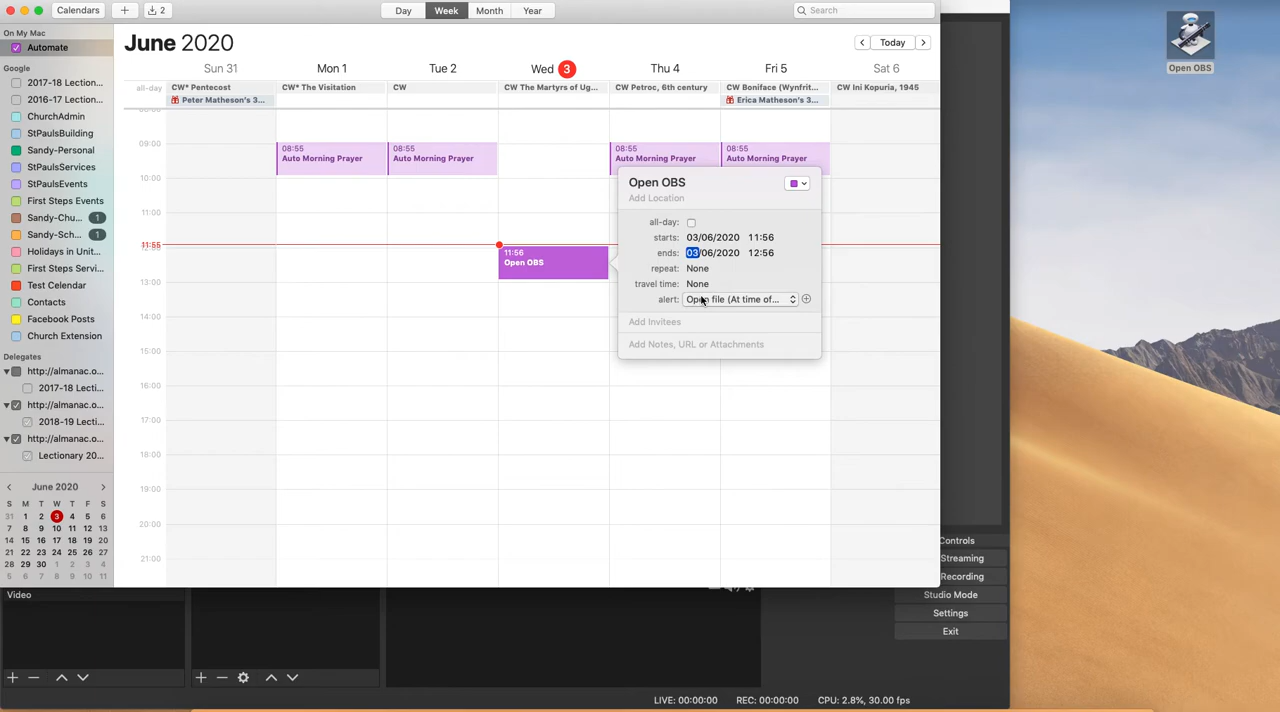 Calendars
2
Day
Week
Month
Year
Search
On My Mac
Automate
Google
2017-18 Lection...
2016-17 Lection...
ChurchAdmin
StPaulsBuilding
Sandy-Personal
StPaulsServices
StPaulsEvents
First Steps Events
Sandy-Chu... 1
Sandy-Sch... 1
Holidays in Unit...
First Steps Servi...
Test Calendar
Contacts
Facebook Posts
Church Extension
Delegates
http://almanac.o...
2017-18 Lecti...
http://almanac.o...
2018-19 Lecti...
http://almanac.o...
Lectionary 20...
June 2020
S M T W T F S
31 1 2 3 4 5 6
7 8 9 10 11 12 13
14 15 16 17 18 19 20
21 22 23 24 25 26 27
28 29 30 1 2 3 4
5 6 7 8 9 10 11
June 2020
Today
Sun 31
Mon 1
Tue 2
Wed 3
Thu 4
Fri 5
Sat 6
all-day
CW* Pentecost
CW* The Visitation
CW
CW The Martyrs of Ug...
CW Petroc, 6th century
CW Boniface (Wynfrit...
CW Ini Kopuria, 1945
Peter Matheson's 3...
Erica Matheson's 3...
09:00
10:00
11:00
11:55
13:00
14:00
15:00
16:00
17:00
18:00
19:00
20:00
21:00
08:55
Auto Morning Prayer
08:55
Auto Morning Prayer
08:55
Auto Morning Prayer
08:55
Auto Morning Prayer
11:56
Open OBS
Open OBS
Add Location
all-day:
starts: 03/06/2020 11:56
ends: 03/06/2020 12:56
repeat: None
travel time: None
alert: Open file (At time of...
Add Invitees
Add Notes, URL or Attachments
Open OBS
Controls
Streaming
Recording
Studio Mode
Settings
Exit
Video
LIVE: 00:00:00
REC: 00:00:00
CPU: 2.8%, 30.00 fps